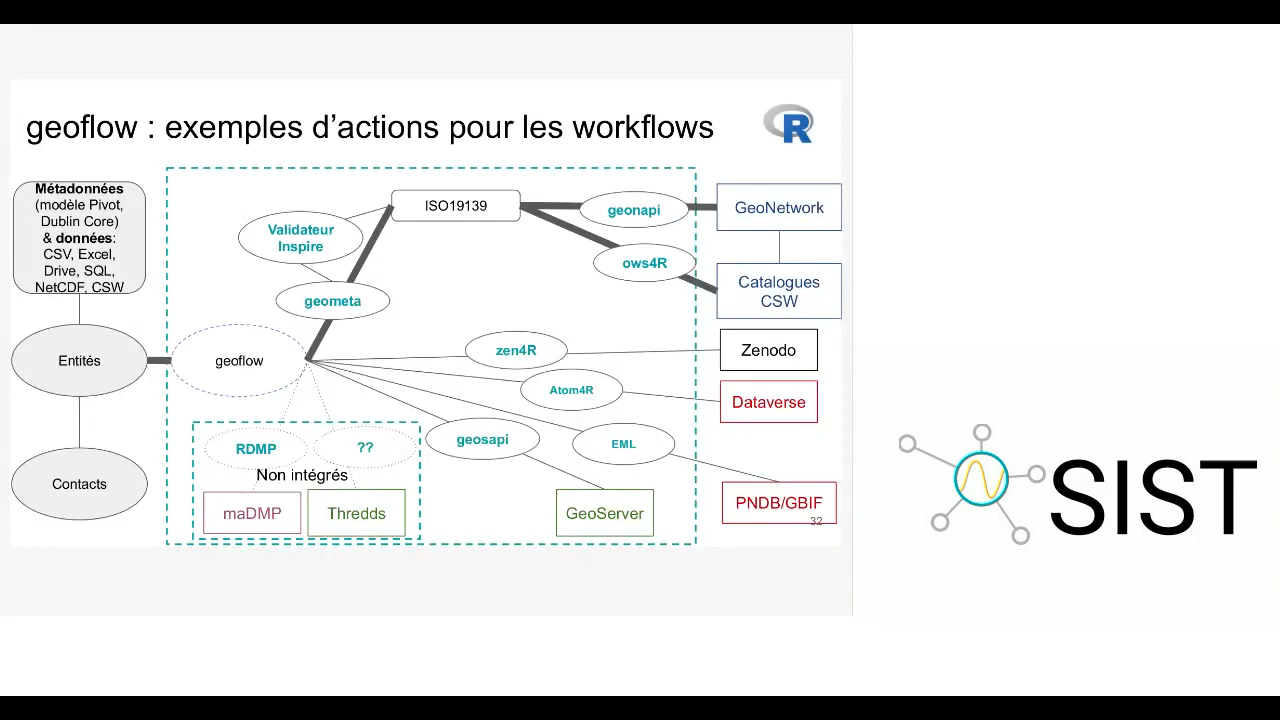 geoflow : exemples d’actions pour les workflows
R
Métadonnées
(modèle Pivot,
Dublin Core)
& données:
CSV, Excel,
Drive, SQL,
NetCDF, CSW
Entités
Contacts
geoflow
Validateur
Inspire
geometa
ISO19139
geonapi
ows4R
GeoNetwork
Catalogues
CSW
zen4R
Zenodo
Atom4R
Dataverse
geosapi
EML
RDMP
??
Non intégrés
maDMP
Thredds
GeoServer
PNDB/GBIF
32
SIST